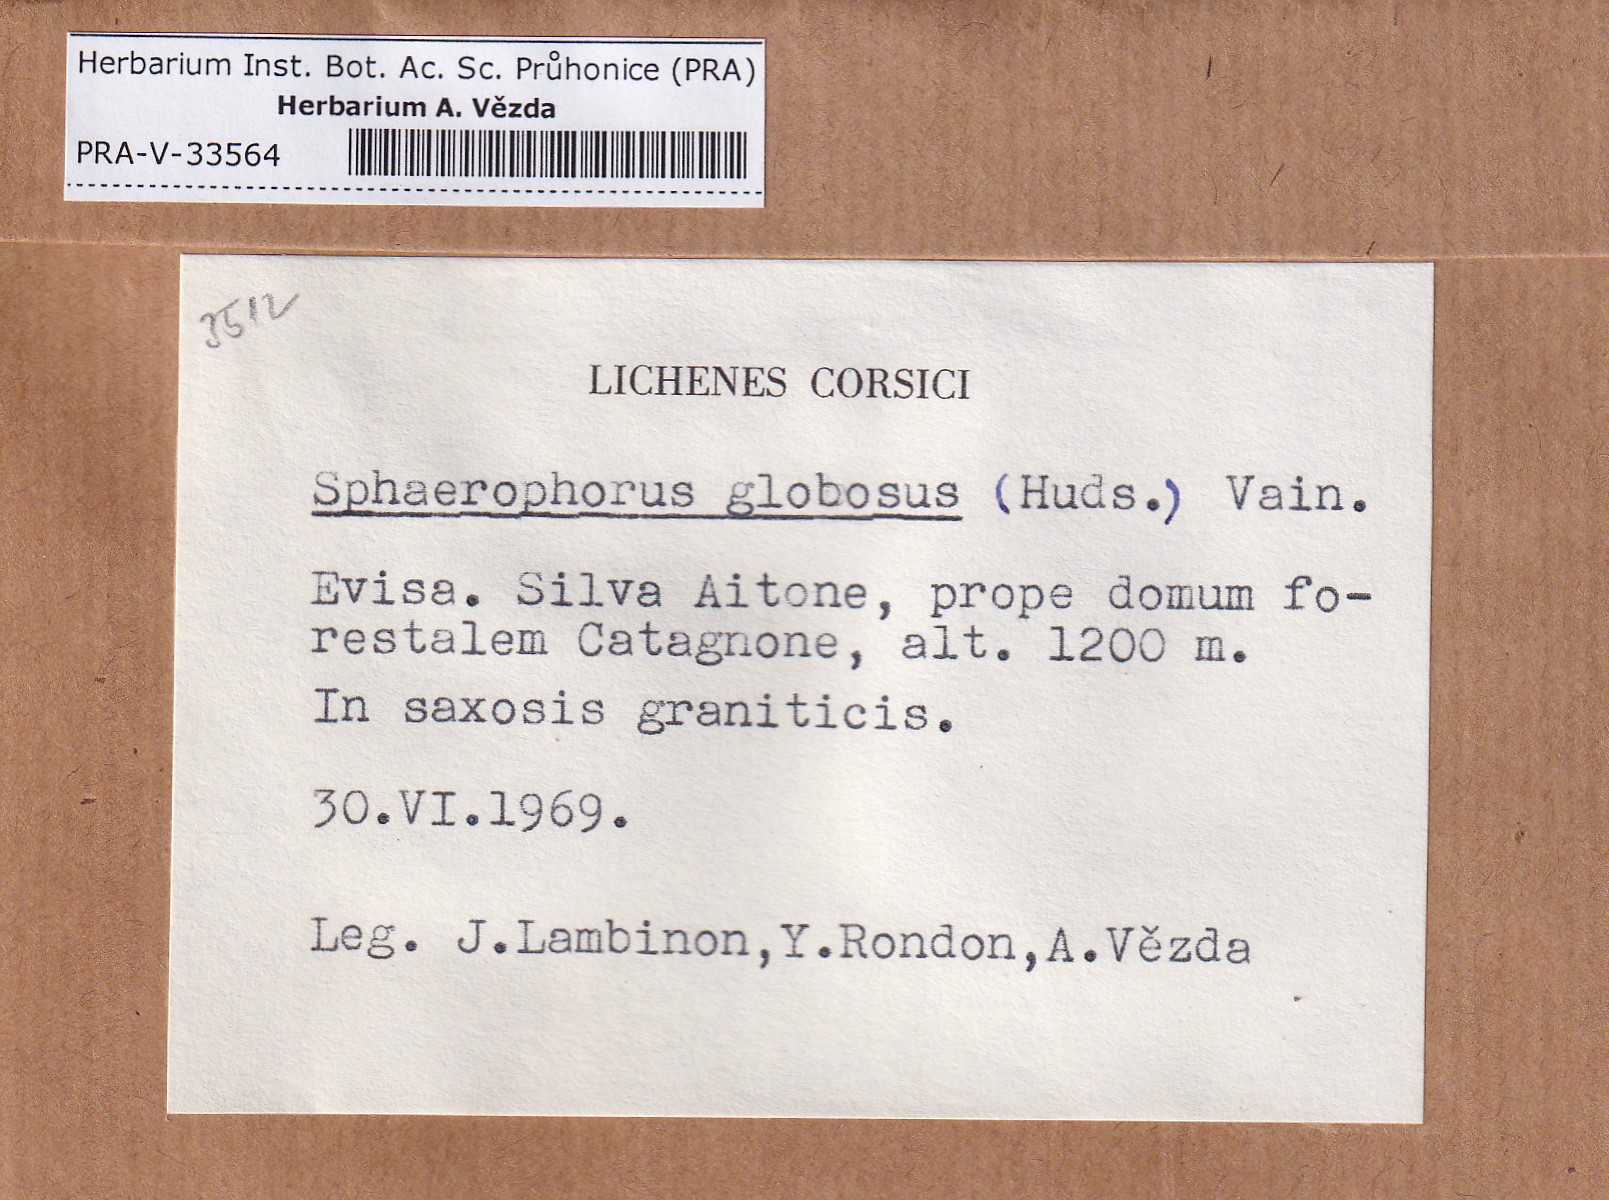 Herbarium Inst. Bot. Ac. Sc. Průhonice (PRA)
Herbarium A. Vězda
PRA-V-33564
3512
LICHENES CORSICI
Sphaerophorus globosus (Huds.) Vain.
Evisa. Silva Aitone, prope domum fo-
restalem Catagnone, alt. 1200 m.
In saxosis graniticis.
30.VI.1969.
Leg. J.Lambinon,Y.Rondon,A.Vězda